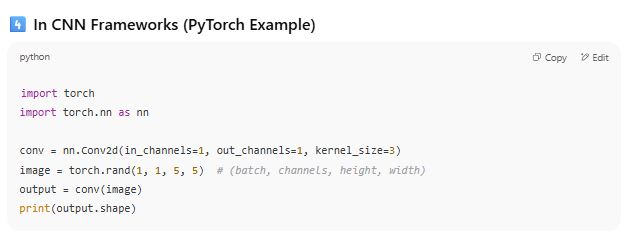 4 In CNN Frameworks (PyTorch Example)
python Copy Edit
import torch
import torch.nn as nn
conv = nn.Conv2d(in_channels=1, out_channels=1, kernel_size=3)
image = torch.rand(1, 1, 5, 5)  # (batch, channels, height, width)
output = conv(image)
print(output.shape)